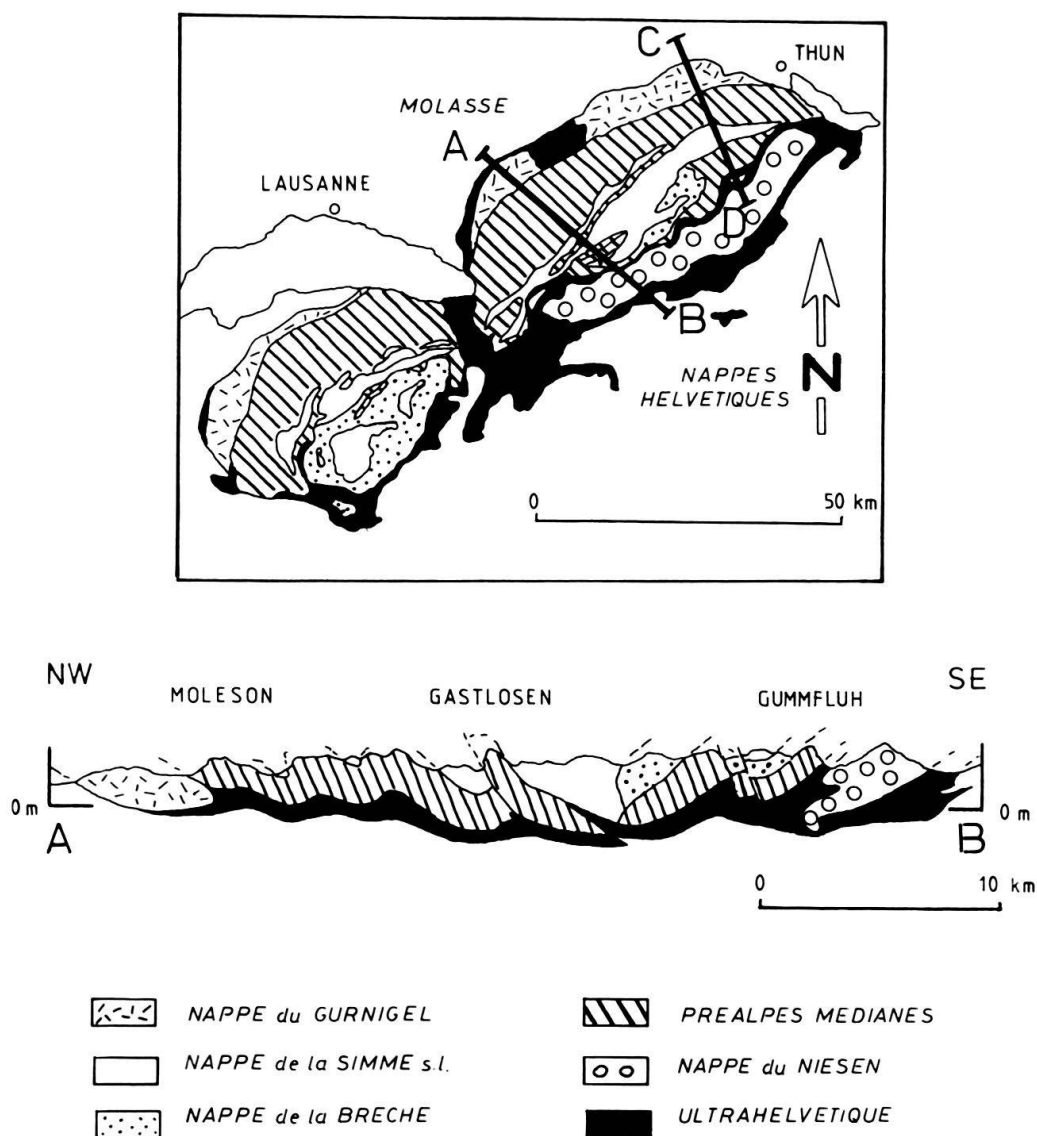 C
THUN
MOLASSE
A
LAUSANNE
D
B
N
NAPPES
HELVETIQUES
0 50 km
NW SE
MOLESON GASTLOSEN GUMMFLUH
0 m 0 m
A B
0 10 km
NAPPE du GURNIGEL
PREALPES MEDIANES
NAPPE de la SIMME s.l.
NAPPE du NIESEN
NAPPE de la BRECHE
ULTRAHELVETIQUE